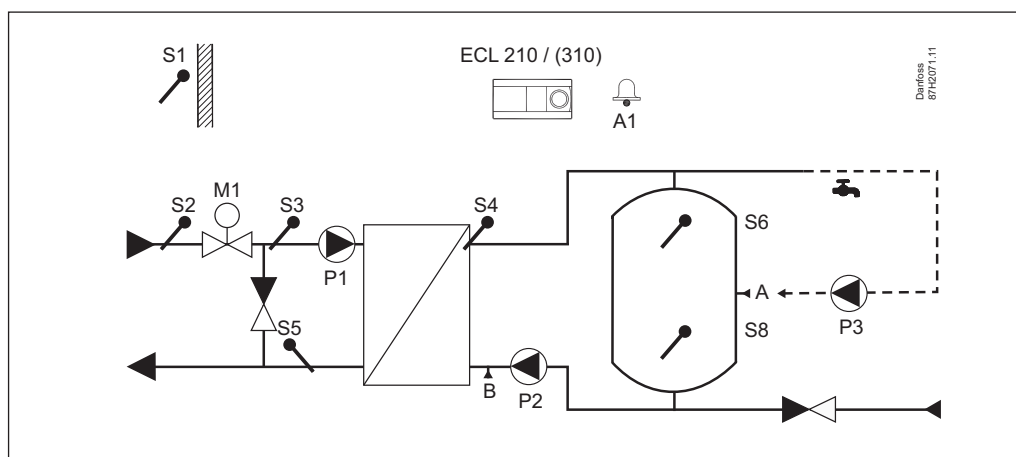 S1
ECL 210 / (310)
A1
Danfoss
87H2071.11
M1
S2
S3
S4
P1
S5
S6
A
S8
P3
B
P2